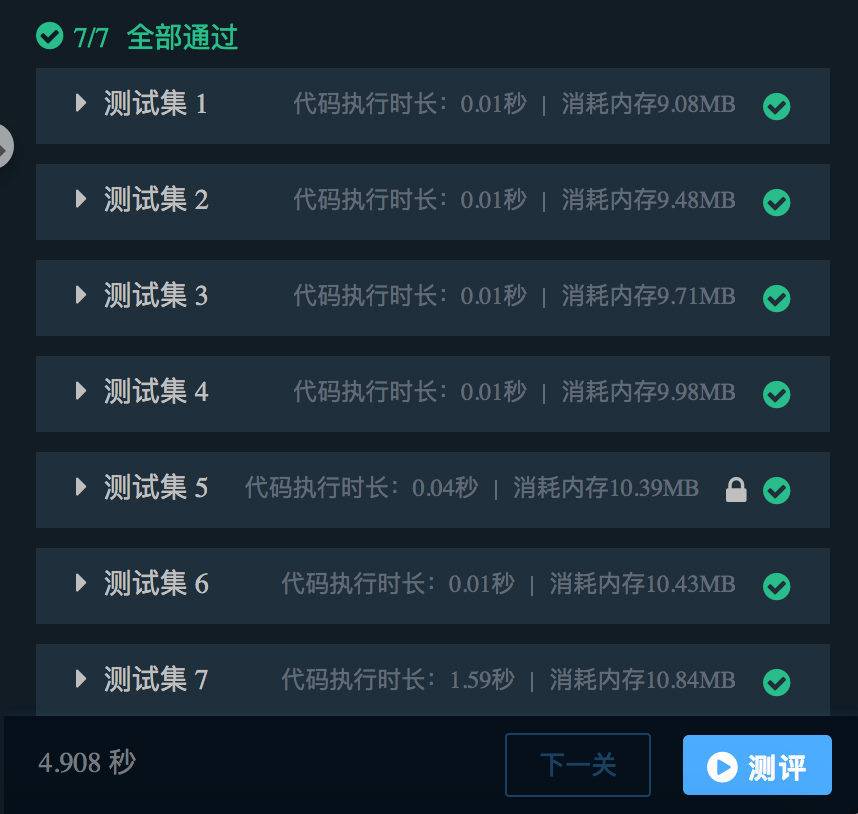 7/7 全部通过
测试集 1 代码执行时长：0.01秒 | 消耗内存9.08MB
测试集 2 代码执行时长：0.01秒 | 消耗内存9.48MB
测试集 3 代码执行时长：0.01秒 | 消耗内存9.71MB
测试集 4 代码执行时长：0.01秒 | 消耗内存9.98MB
测试集 5 代码执行时长：0.04秒 | 消耗内存10.39MB
测试集 6 代码执行时长：0.01秒 | 消耗内存10.43MB
测试集 7 代码执行时长：1.59秒 | 消耗内存10.84MB
4.908 秒 下一关 测评